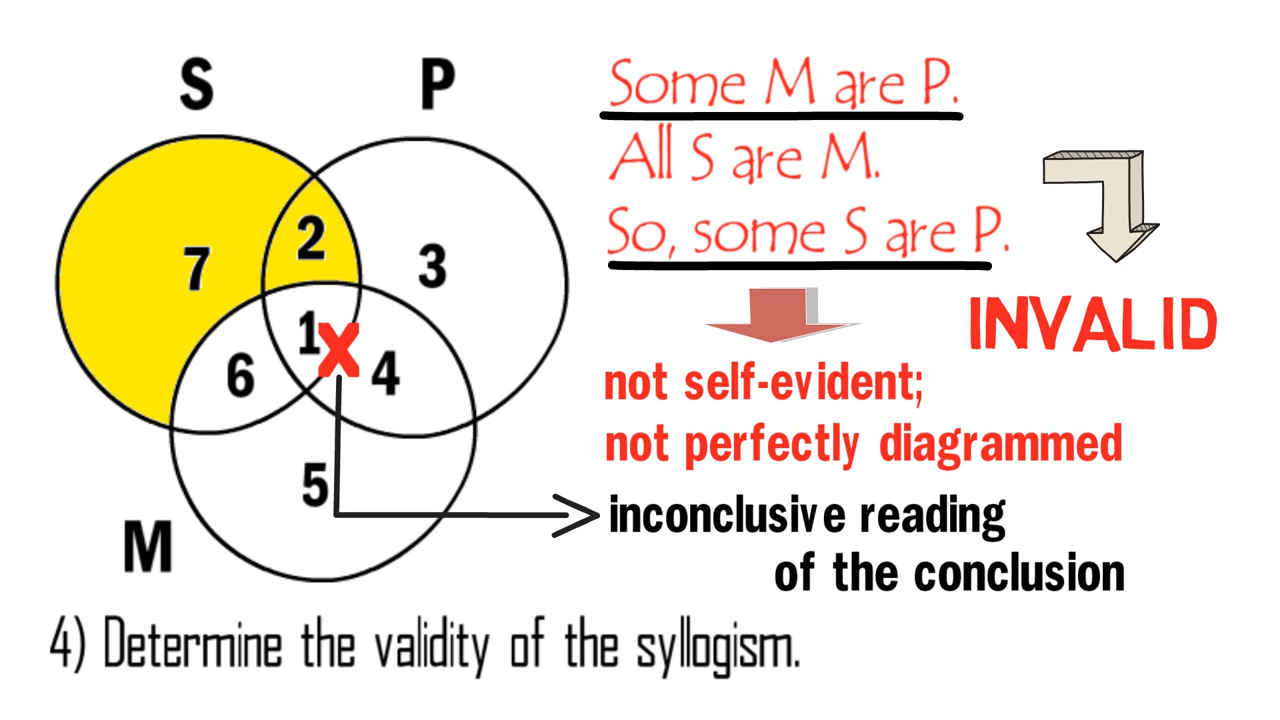 S P
Some M are P.
All S are M.
So, some S are P.
7 2 3
1 X
6 4
5
M
INVALID
not self-evident;
not perfectly diagrammed
inconclusive reading
of the conclusion
4) Determine the validity of the syllogism.